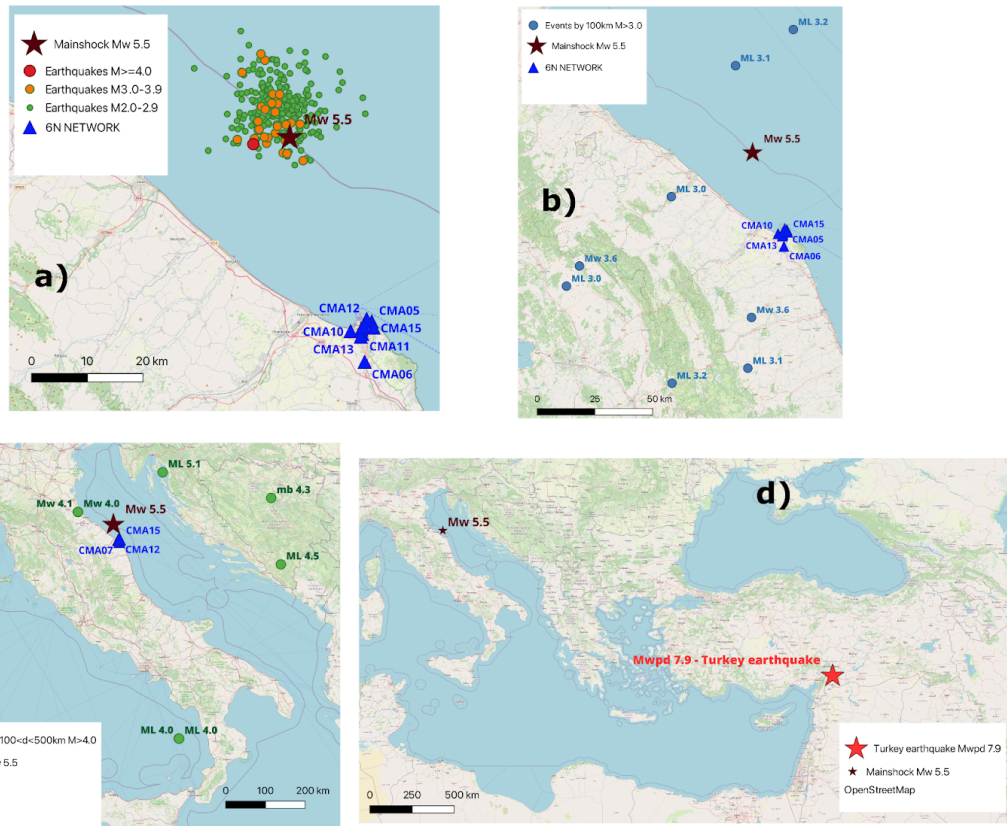 Mainshock Mw 5.5
Earthquakes M>=4.0
Earthquakes M3.0-3.9
Earthquakes M2.0-2.9
6N NETWORK
Mw 5.5
a)
CMA12
CMA05
CMA10
CMA15
CMA13
CMA11
CMA06
0 10 20 km
Events by 100km M>3.0
Mainshock Mw 5.5
6N NETWORK
ML 3.2
ML 3.1
Mw 5.5
b)
ML 3.0
CMA10
CMA15
CMA05
CMA13
CMA06
Mw 3.6
ML 3.0
Mw 3.6
ML 3.1
ML 3.2
0 25 50 km
ML 5.1
mb 4.3
Mw 4.1 Mw 4.0
Mw 5.5
CMA15
CMA07 CMA12
ML 4.5
ML 4.0 ML 4.0
100<d<500km M>4.0
5.5
0 100 200 km
d)
Mw 5.5
Mwpd 7.9 - Turkey earthquake
Turkey earthquake Mwpd 7.9
Mainshock Mw 5.5
OpenStreetMap
0 250 500 km